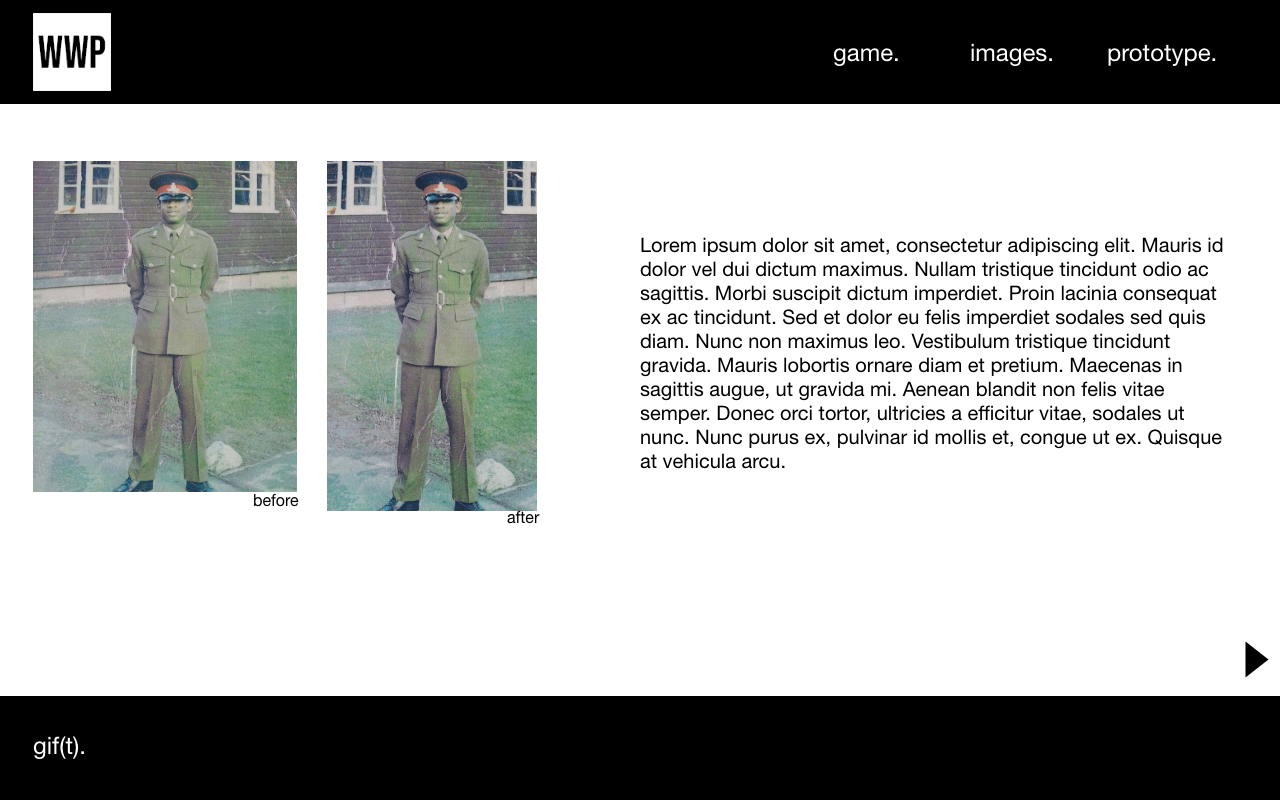 WWP
game.
images.
prototype.
Lorem ipsum dolor sit amet, consectetur adipiscing elit. Mauris id
dolor vel dui dictum maximus. Nullam tristique tincidunt odio ac
sagittis. Morbi suscipit dictum imperdiet. Proin lacinia consequat
ex ac tincidunt. Sed et dolor eu felis imperdiet sodales sed quis
diam. Nunc non maximus leo. Vestibulum tristique tincidunt
gravida. Mauris lobortis ornare diam et pretium. Maecenas in
sagittis augue, ut gravida mi. Aenean blandit non felis vitae
semper. Donec orci tortor, ultricies a efficitur vitae, sodales ut
nunc. Nunc purus ex, pulvinar id mollis et, congue ut ex. Quisque
at vehicula arcu.
before
after
gif(t).